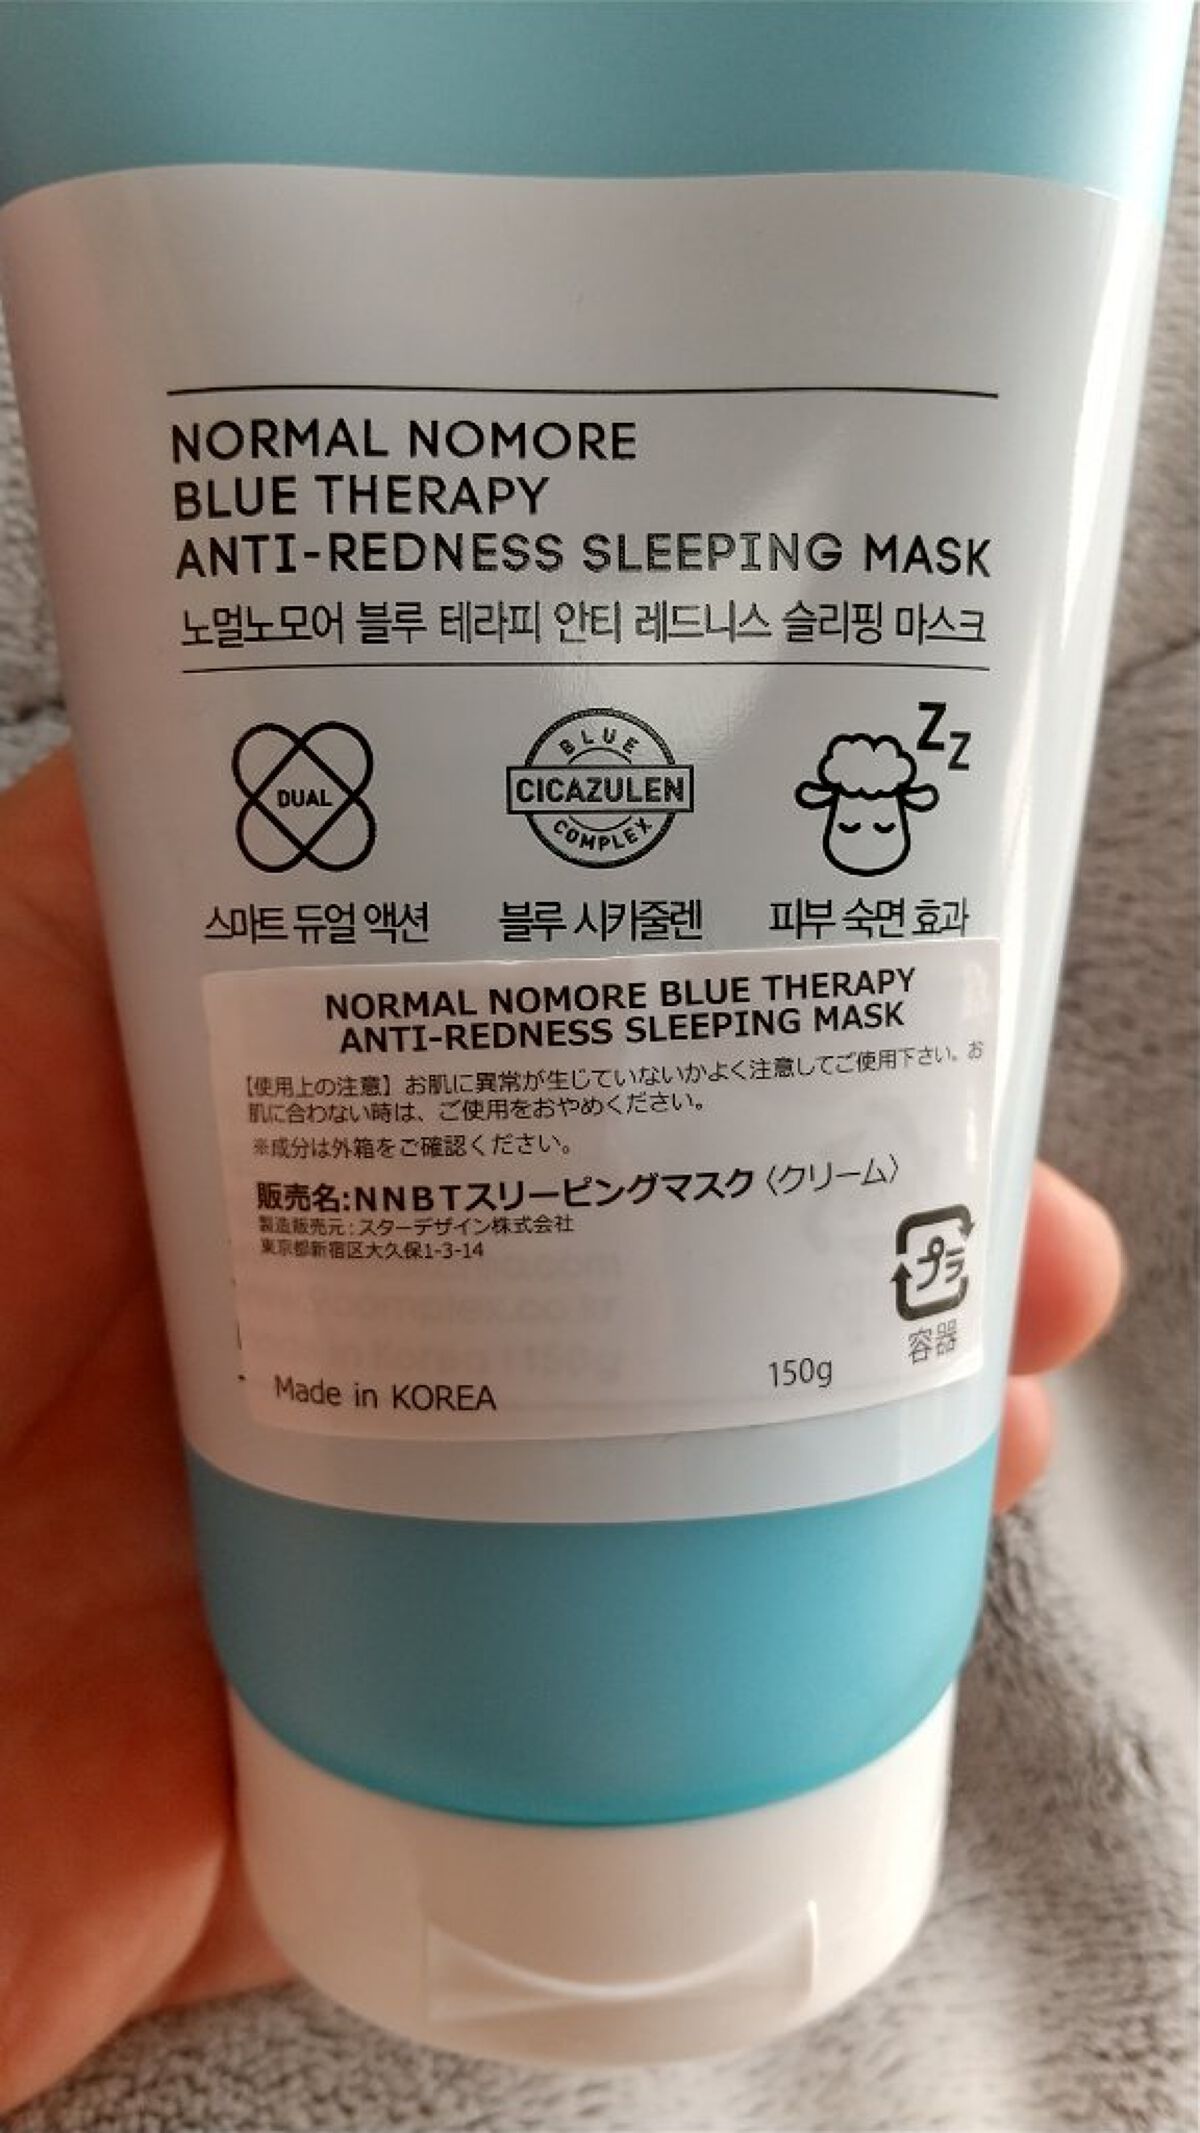 NORMAL NOMORE
BLUE THERAPY
ANTI-REDNESS SLEEPING MASK
노멀노모어 블루 테라피 안티 레드니스 슬리핑 마스크
DUAL
BLUE
CICAZULEN
COMPLEX
ZZ
스마트 듀얼 액션
블루 시카줄렌
피부 숙면 효과
NORMAL NOMORE BLUE THERAPY
ANTI-REDNESS SLEEPING MASK
【使用上の注意】お肌に異常が生じていないかよく注意してご使用下さい。お
肌に合わない時は、ご使用をおやめください。
※成分は外箱をご確認ください。
販売名:NNBTスリーピングマスク〈クリーム〉
製造販売元:スターデザイン株式会社
東京都新宿区大久保1-3-14
プラ
容器
Made in KOREA
150g